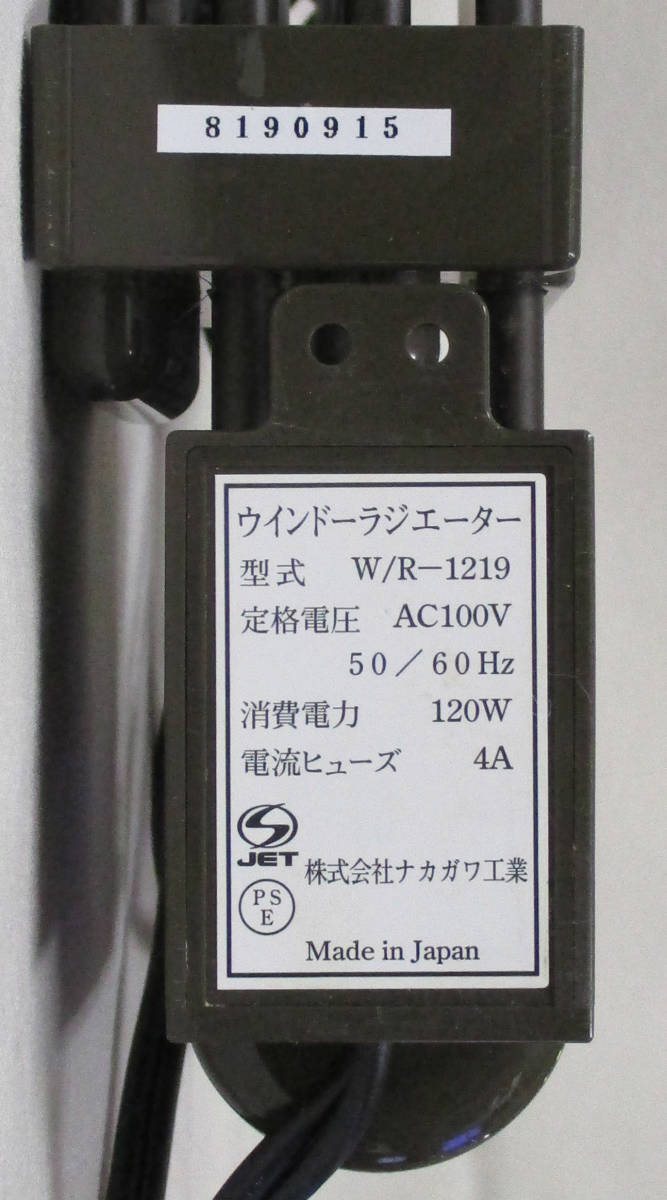 8190915
ウインドーラジエーター
型式 W/R-1219
定格電圧 AC100V
50/60Hz
消費電力 120W
電流ヒューズ 4A
JET
株式会社ナカガワ工業
PS
E
Made in Japan